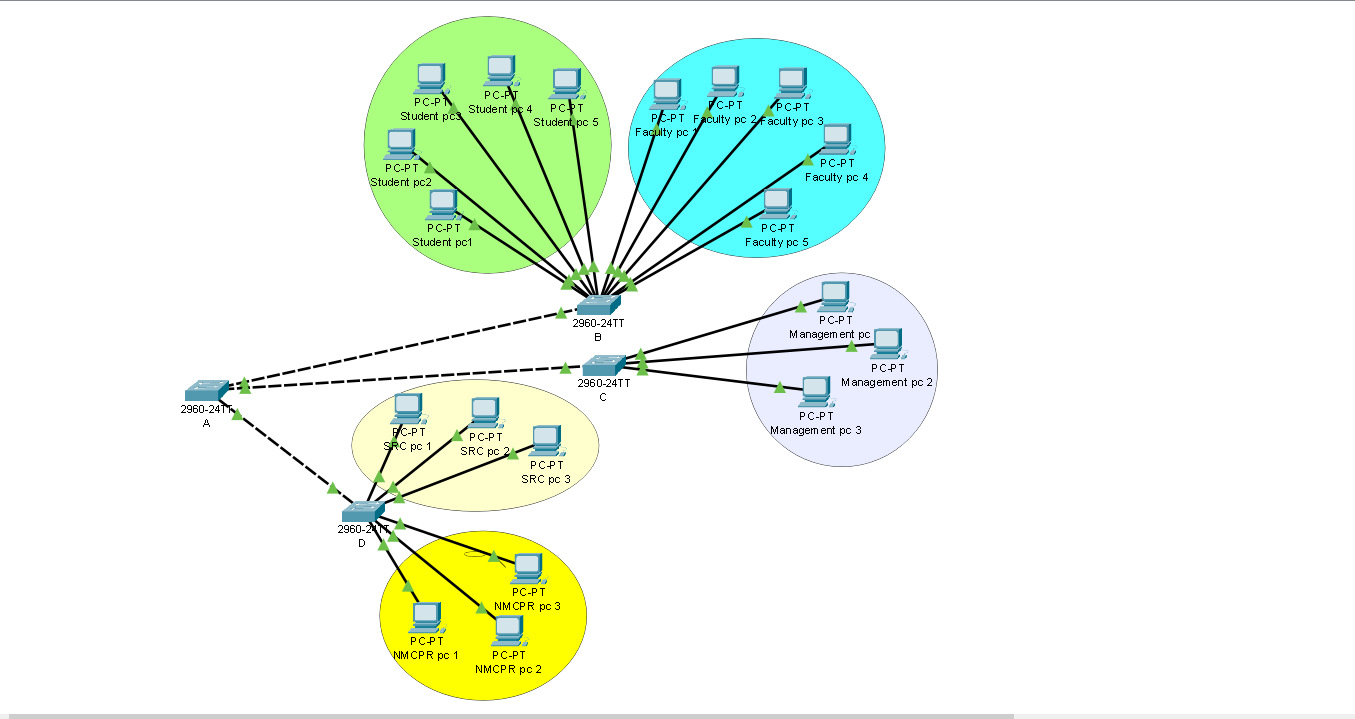 PC-PT
Student pc3
PC-PT
Student pc 4
PC-PT
Student pc 5
PC-PT
Student pc2
PC-PT
Student pc1
PC-PT
Faculty pc 1
PC-PT
Faculty pc 2
PC-PT
Faculty pc 3
PC-PT
Faculty pc 4
PC-PT
Faculty pc 5
2960-24TT
B
PC-PT
Management pc
PC-PT
Management pc 2
PC-PT
Management pc 3
2960-24TT
C
2960-24TT
A
PC-PT
SRC pc 1
PC-PT
SRC pc 2
PC-PT
SRC pc 3
2960-24TT
D
PC-PT
NMCPR pc 3
PC-PT
NMCPR pc 1
PC-PT
NMCPR pc 2